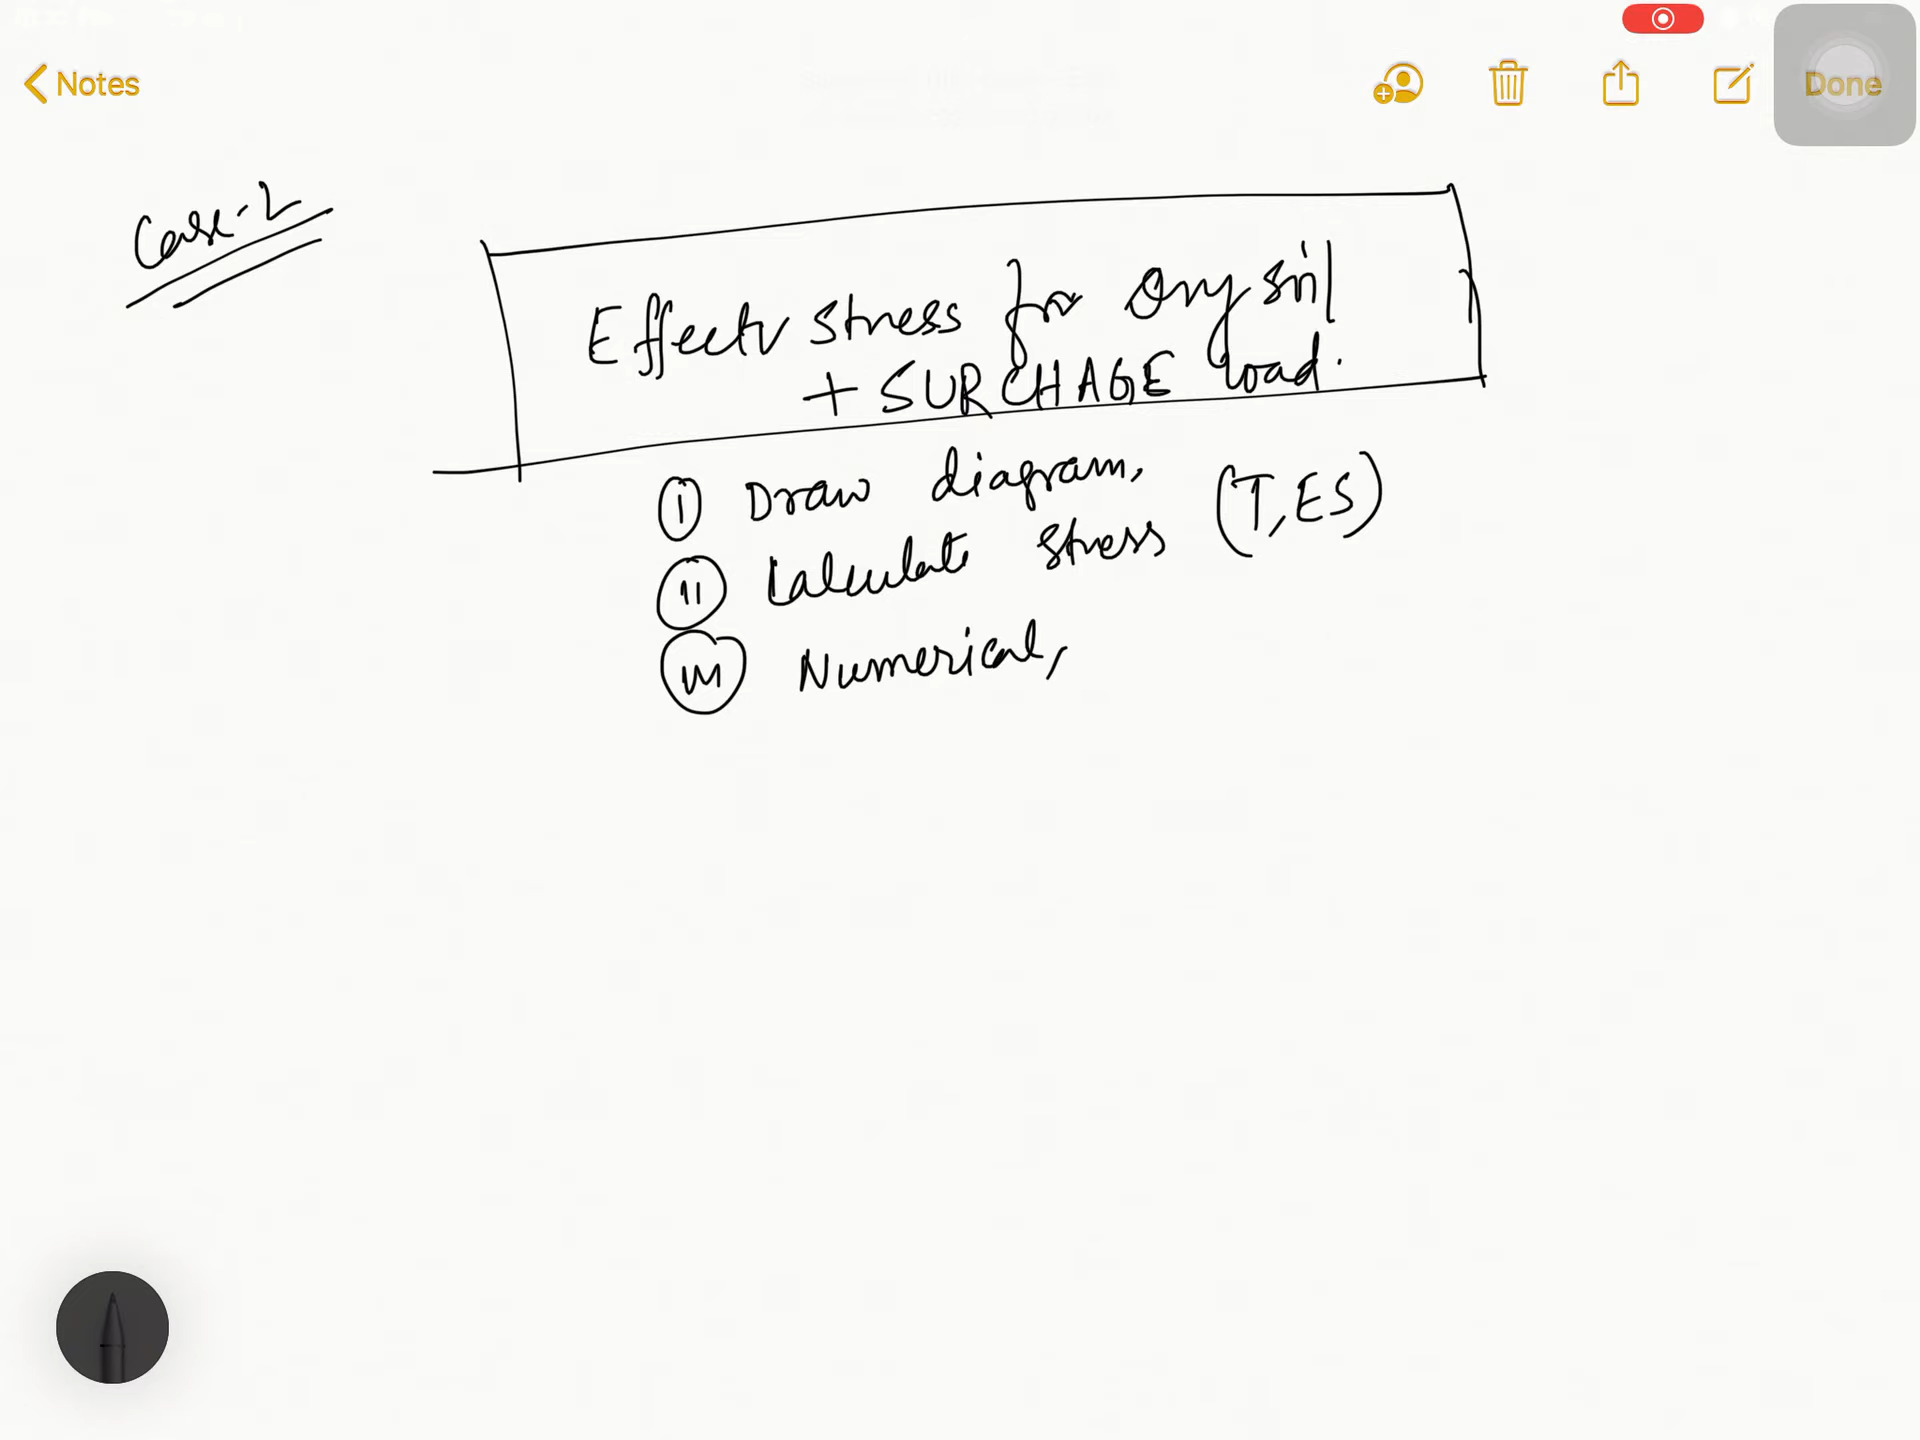 Notes
Done
Case-2
Effectv stress for Dry soil
+ SURCHAGE load.
(i) Draw diagram,
(ii) Calculate stress (T, ES)
(iii) Numerical,